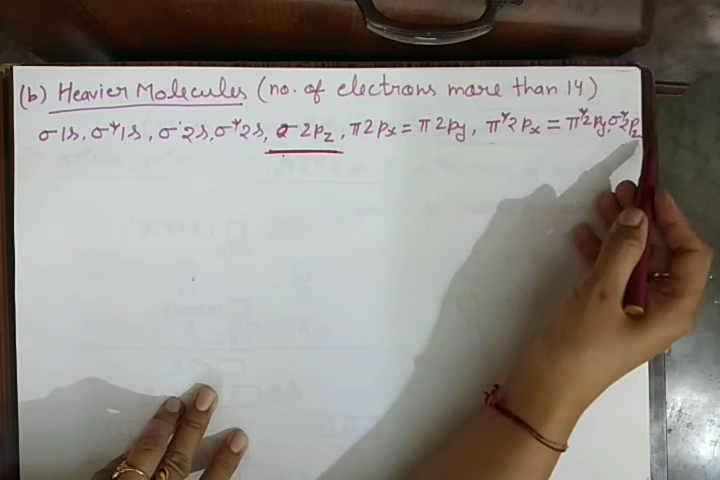 (b) Heavier Molecules (no. of electrons more than 14)
σ1s, σ*1s, σ2s, σ*2s, σ2pz, π2px = π2py, π*2px = π*2py, σ*2pz